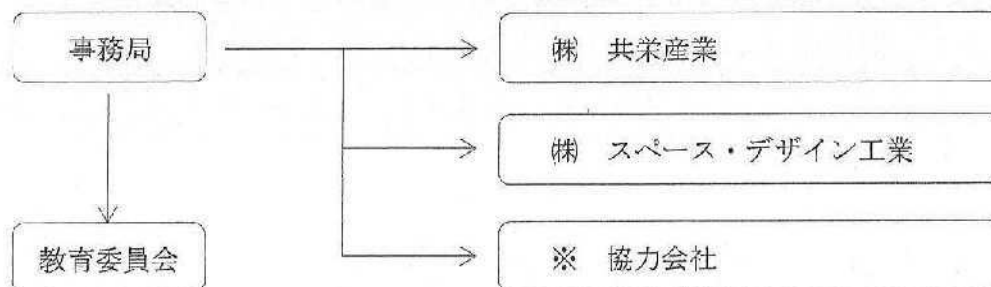 事務局
㈱ 共栄産業
㈱ スペース・デザイン工業
教育委員会
※ 協力会社